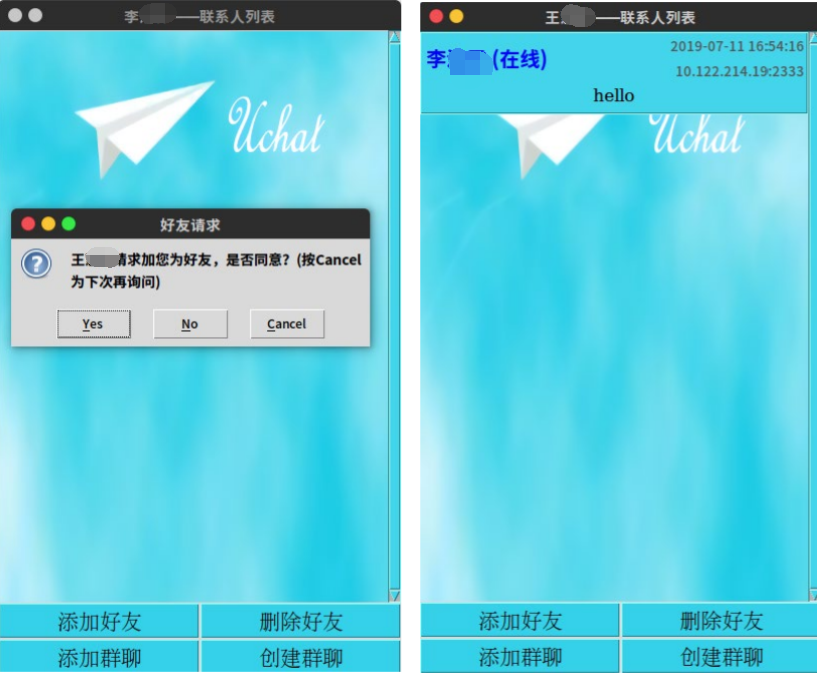 李 ——联系人列表
Uchat
好友请求
王 请求加您为好友，是否同意？(按Cancel
为下次再询问)
Yes
No
Cancel
添加好友
删除好友
添加群聊
创建群聊
王 ——联系人列表
李 (在线)
2019-07-11 16:54:16
10.122.214.19:2333
hello
Uchat
添加好友
删除好友
添加群聊
创建群聊